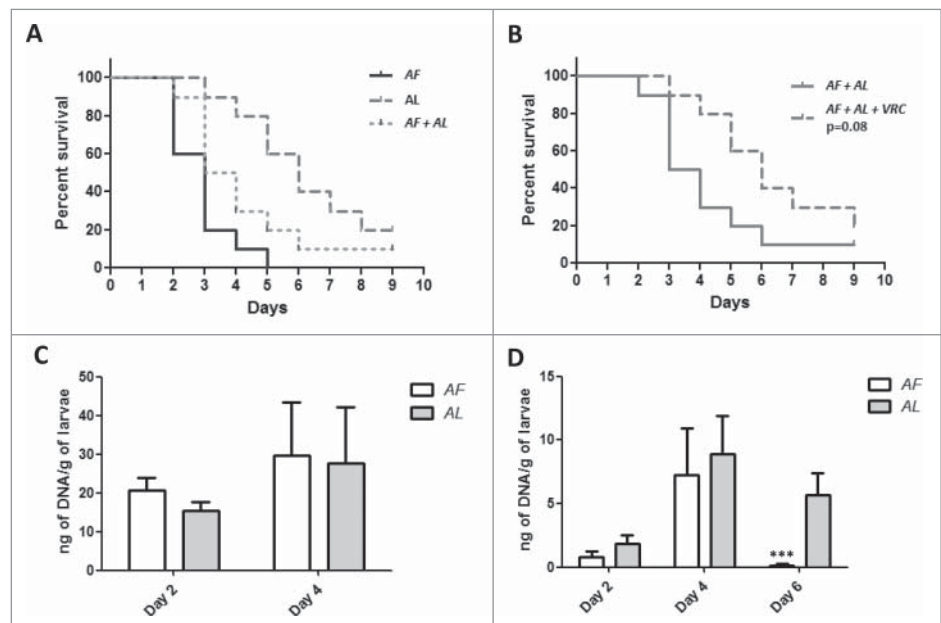 A
Percent survival
100
80
60
40
20
0
0 1 2 3 4 5 6 7 8 9 10
Days
AF
AL
AF + AL
B
Percent survival
100
80
60
40
20
0
0 1 2 3 4 5 6 7 8 9 10
Days
AF + AL
AF + AL + VRC
p=0.08
C
ng of DNA/g of larvae
50
40
30
20
10
0
Day 2 Day 4
AF
AL
D
ng of DNA/g of larvae
15
10
5
0
***
Day 2 Day 4 Day 6
AF
AL